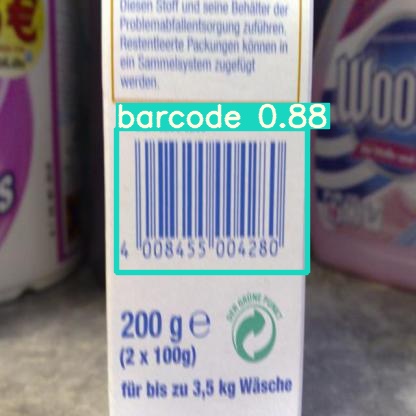 Diesen Stoff und seine Behälter der
Problemabfallentsorgung zuführen.
Restentleerte Packungen können in
ein Sammelsystem zugefügt
werden.
barcode 0.88
4 008455 004280
200 g e
(2 x 100g)
DER GRÜNE PUNKT
für bis zu 3,5 kg Wäsche
Woo